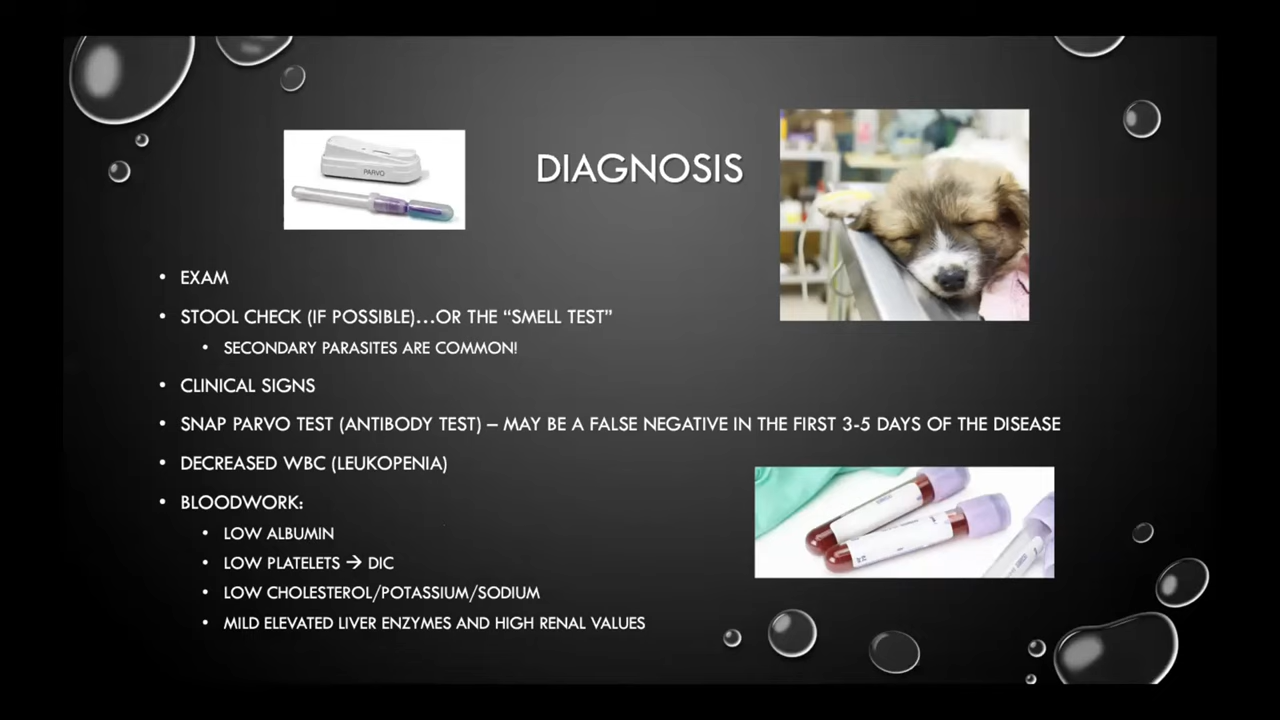 PARVO
DIAGNOSIS
• EXAM
• STOOL CHECK (IF POSSIBLE)…OR THE “SMELL TEST”
• SECONDARY PARASITES ARE COMMON!
• CLINICAL SIGNS
• SNAP PARVO TEST (ANTIBODY TEST) – MAY BE A FALSE NEGATIVE IN THE FIRST 3-5 DAYS OF THE DISEASE
• DECREASED WBC (LEUKOPENIA)
• BLOODWORK:
• LOW ALBUMIN
• LOW PLATELETS → DIC
• LOW CHOLESTEROL/POTASSIUM/SODIUM
• MILD ELEVATED LIVER ENZYMES AND HIGH RENAL VALUES